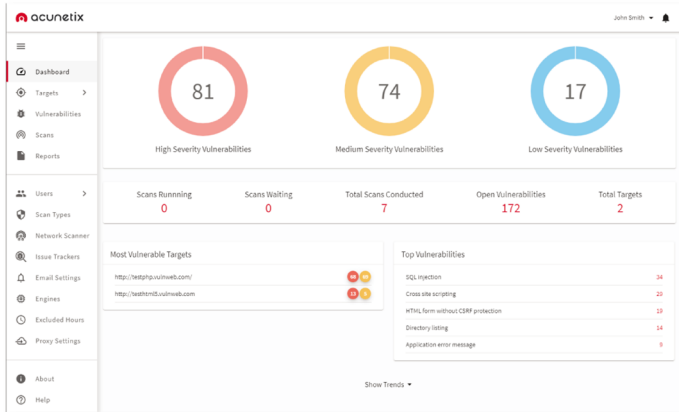 acunetix
John Smith
Dashboard
Targets
Vulnerabilities
Scans
Reports
Users
Scan Types
Network Scanner
Issue Trackers
Email Settings
Engines
Excluded Hours
Proxy Settings
About
Help
81
High Severity Vulnerabilities
74
Medium Severity Vulnerabilities
17
Low Severity Vulnerabilities
Scans Runnning
0
Scans Waiting
0
Total Scans Conducted
7
Open Vulnerabilities
172
Total Targets
2
Most Vulnerable Targets
http://testphp.vulnweb.com/
http://testhtml5.vulnweb.com
Top Vulnerabilities
SQL Injection
Cross site scripting
HTML form without CSRF protection
Directory listing 14
Application error message
Show Trends